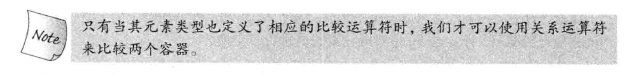 Note
只有当其元素类型也定义了相应的比较运算符时，我们才可以使用关系运算符
来比较两个容器。